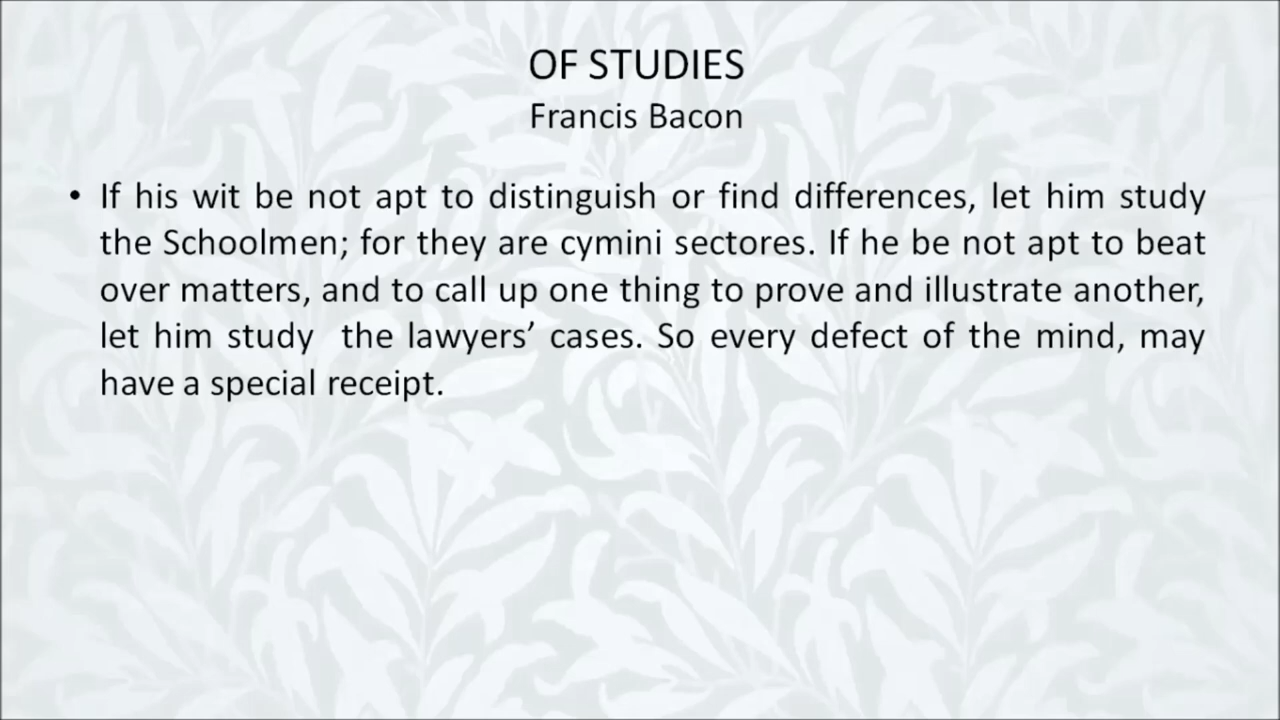 OF STUDIES
Francis Bacon
• If his wit be not apt to distinguish or find differences, let him study
the Schoolmen; for they are cymini sectores. If he be not apt to beat
over matters, and to call up one thing to prove and illustrate another,
let him study the lawyers’ cases. So every defect of the mind, may
have a special receipt.